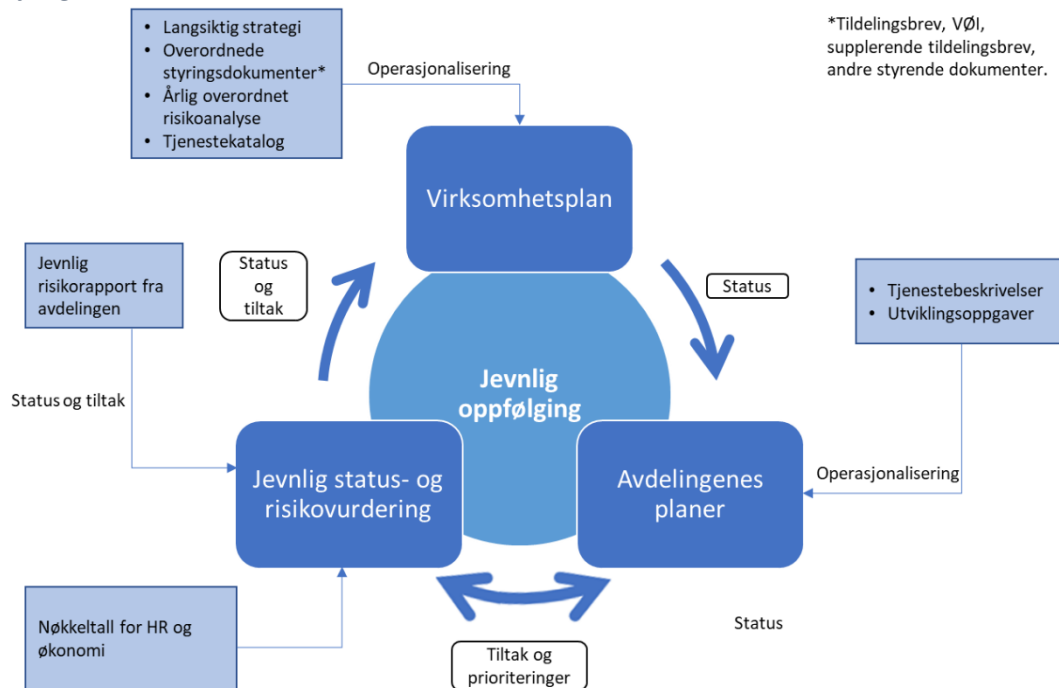 • Langsiktig strategi
• Overordnede
styringsdokumenter*
• Årlig overordnet
risikoanalyse
• Tjenestekatalog
Operasjonalisering
*Tildelingsbrev, VØI,
supplerende tildelingsbrev,
andre styrende dokumenter.
Virksomhetsplan
Jevnlig
risikorapport fra
avdelingen
Status
og
tiltak
Status
• Tjenestebeskrivelser
• Utviklingsoppgaver
Jevnlig
oppfølging
Status og tiltak
Jevnlig status- og
risikovurdering
Avdelingenes
planer
Operasjonalisering
Nøkkeltall for HR og
økonomi
Tiltak og
prioriteringer
Status